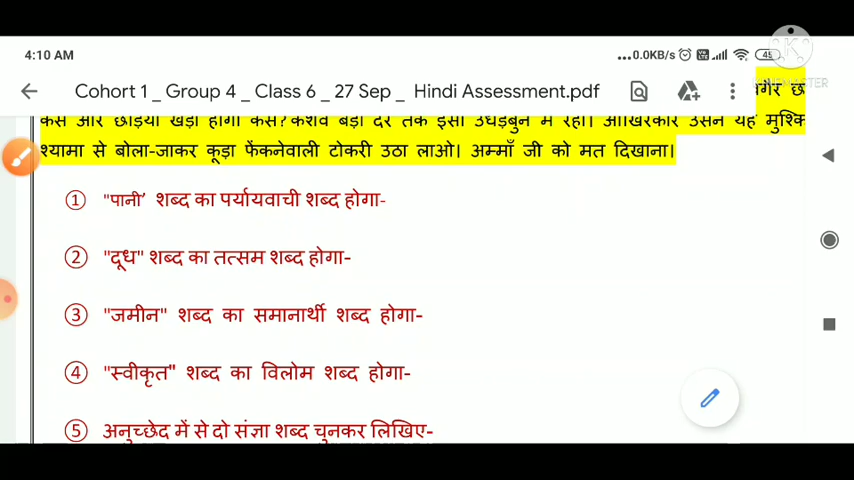 4:10 AM
...0.0KB/s
45
Cohort 1 _ Group 4 _ Class 6 _ 27 Sep _ Hindi Assessment.pdf
K
कैसे और छड़ियाँ खड़ी होंगी कैसे? केशव बड़ी देर तक इसी उधेड़बुन में रहा। आखिरकार उसने यह
श्यामा से बोला-जाकर कूड़ा फेंकनेवाली टोकरी उठा लाओ। अम्माँ जी को मत दिखाना।
① "पानी’ शब्द का पर्यायवाची शब्द होगा-
② "दूध" शब्द का तत्सम शब्द होगा-
③ "जमीन" शब्द का समानार्थी शब्द होगा-
④ "स्वीकृत" शब्द का विलोम शब्द होगा-
⑤ अनुच्छेद में से दो संज्ञा शब्द चुनकर लिखिए-